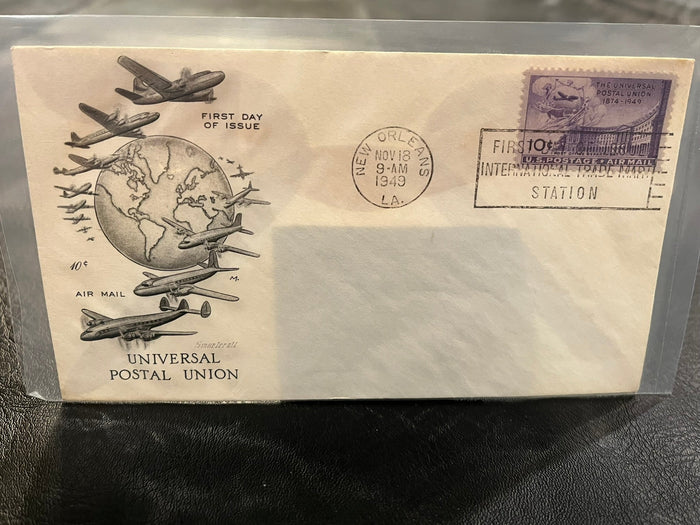 FIRST DAY
OF ISSUE
10¢
M.
AIR MAIL
UNIVERSAL
POSTAL UNION
NEW ORLEANS
NOV 18
9-AM
1949
LA.
THE UNIVERSAL
POSTAL UNION
1874-1949
10¢
U.S. POSTAGE-AIR MAIL
FIRS
INTERNATIONAL TRADE MART
STATION